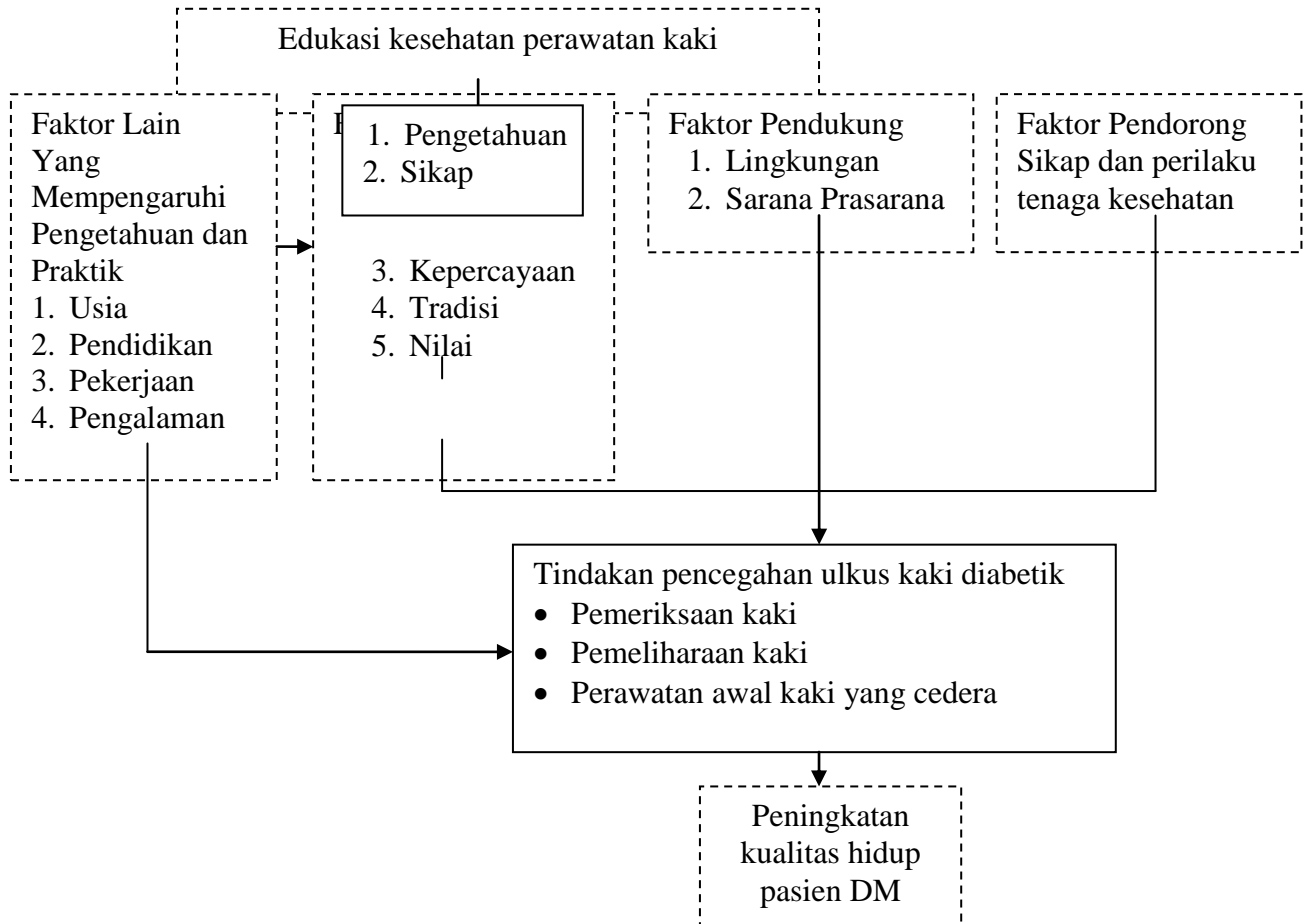 Edukasi kesehatan perawatan kaki
Faktor Lain
Yang
Mempengaruhi
Pengetahuan dan
Praktik
1. Usia
2. Pendidikan
3. Pekerjaan
4. Pengalaman
1. Pengetahuan
2. Sikap
3. Kepercayaan
4. Tradisi
5. Nilai
Faktor Pendukung
1. Lingkungan
2. Sarana Prasarana
Faktor Pendorong
Sikap dan perilaku
tenaga kesehatan
Tindakan pencegahan ulkus kaki diabetik
• Pemeriksaan kaki
• Pemeliharaan kaki
• Perawatan awal kaki yang cedera
Peningkatan
kualitas hidup
pasien DM